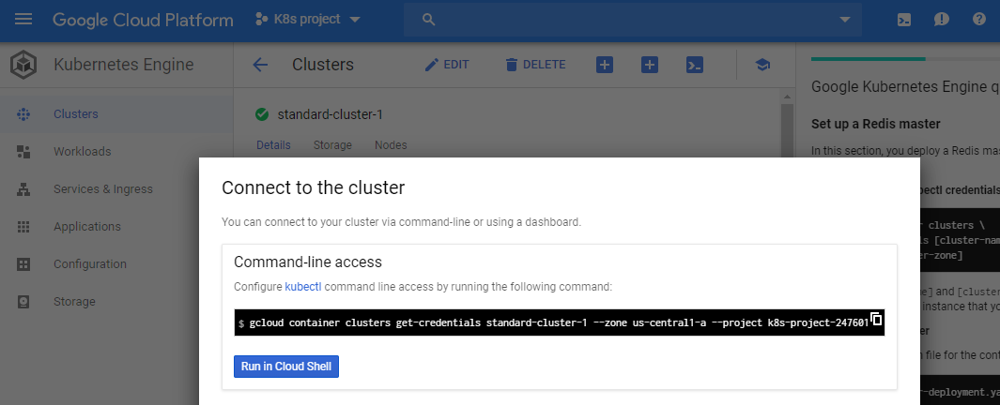 Google Cloud Platform
K8s project
Kubernetes Engine
Clusters
EDIT
DELETE
Clusters
Workloads
Services & Ingress
Applications
Configuration
Storage
standard-cluster-1
Details Storage Nodes
Connect to the cluster
You can connect to your cluster via command-line or using a dashboard.
Command-line access
Configure kubectl command line access by running the following command:
$ gcloud container clusters get-credentials standard-cluster-1 --zone us-central1-a --project k8s-project-247601
Run in Cloud Shell
Google Kubernetes Engine q
Set up a Redis master
In this section, you deploy a Redis mas
bectl credentials
r clusters \
ls [cluster-nam
er-zone]
e] and [cluster
instance that yo
er
n file for the cont
r-deployment.ya